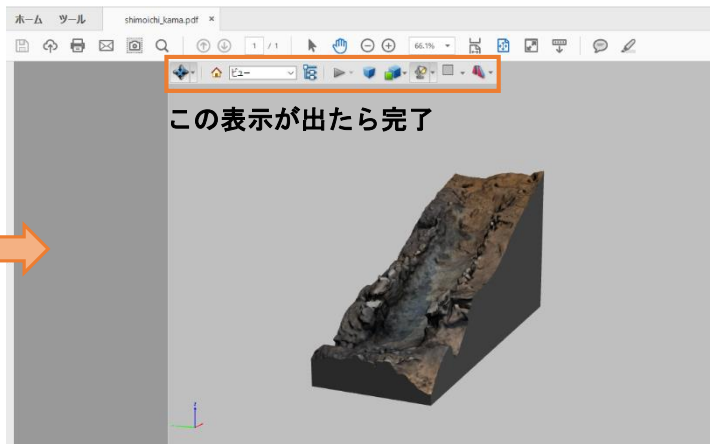 ホーム ツール shimoichi_kama.pdf ×
1 / 1 66.1%
ビュー
この表示が出たら完了
z